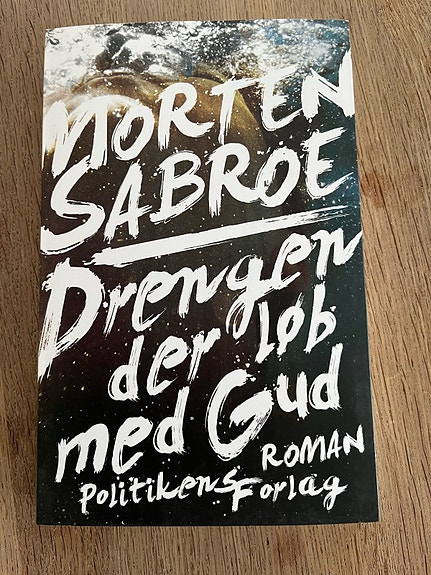 MORTEN
SABROE
Drengen
der løb
med Gud
ROMAN
Politikens Forlag